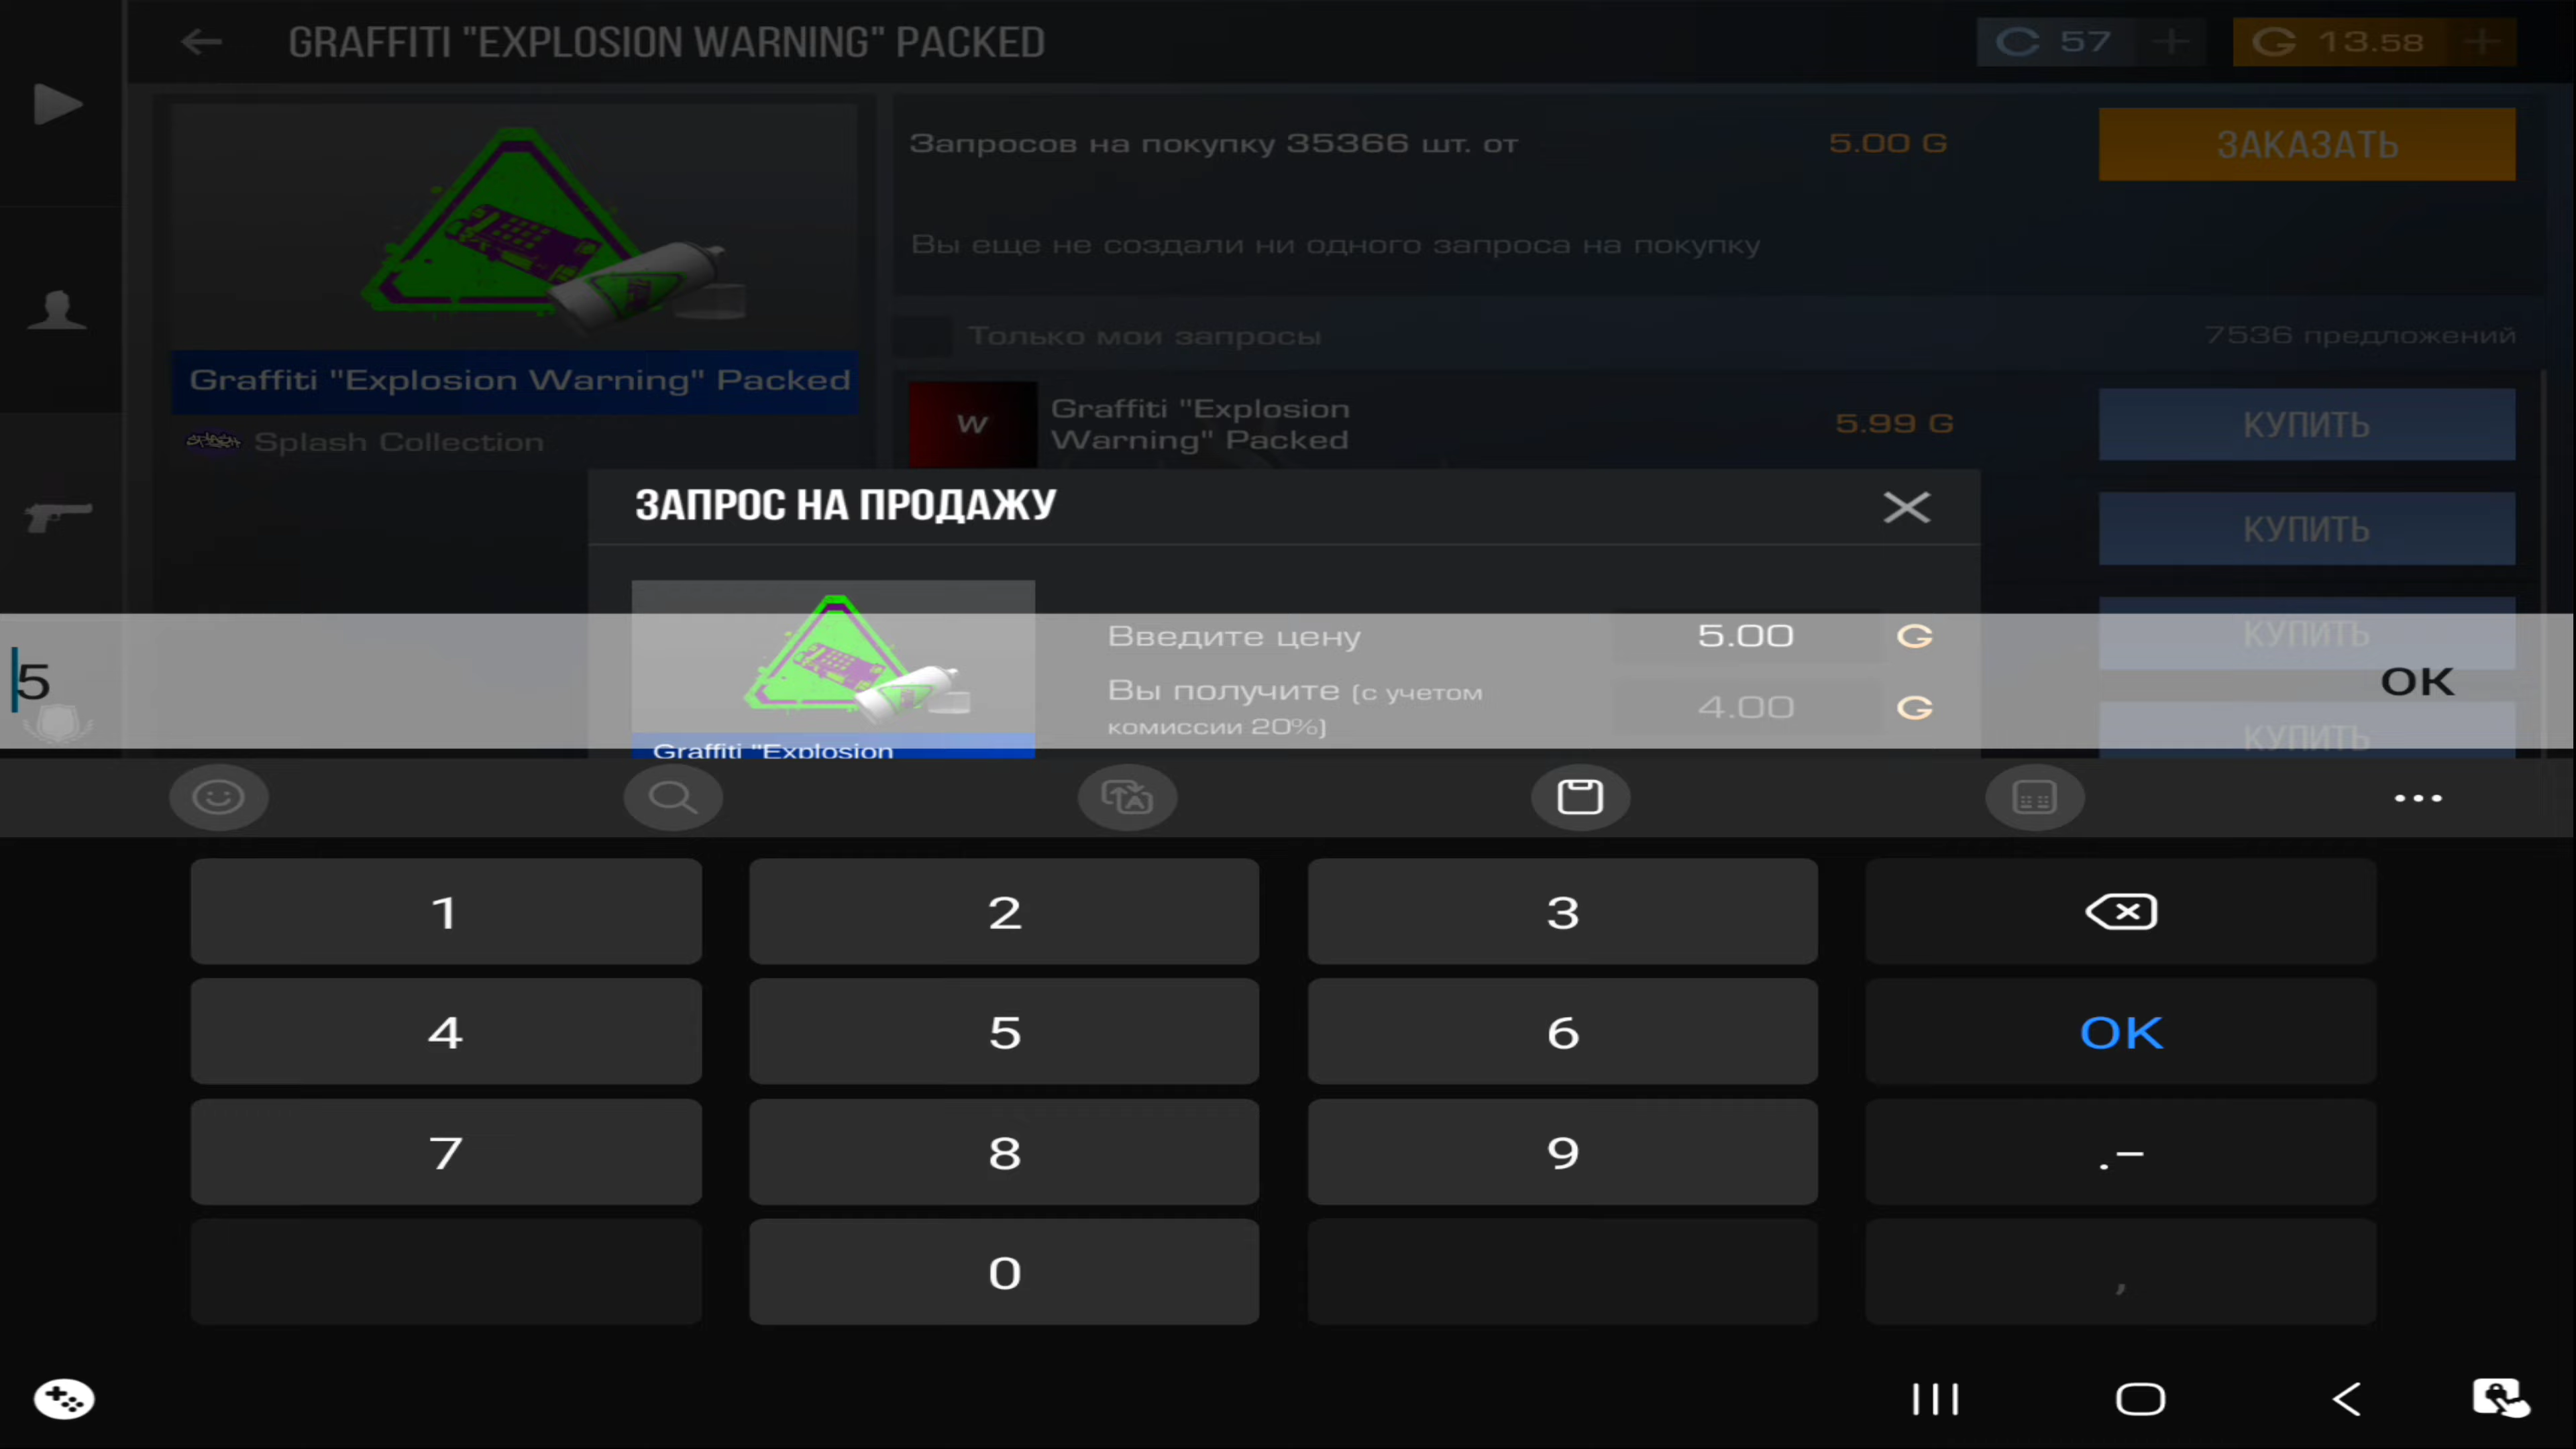 GRAFFITI "EXPLOSION WARNING" PACKED
57
13.58
Запросов на покупку 35366 шт. от
5.00 G
ЗАКАЗАТЬ
Вы еще не создали ни одного запроса на покупку
Graffiti "Explosion Warning" Packed
Splash Collection
Только мои запросы
7536 предложений
W
Graffiti "Explosion
Warning" Packed
5.99 G
КУПИТЬ
КУПИТЬ
КУПИТЬ
КУПИТЬ
ЗАПРОС НА ПРОДАЖУ
Введите цену
5.00 G
Вы получите (с учетом
комиссии 20%)
4.00 G
Graffiti "Explosion
5
OK
1 2 3
4 5 6 OK
7 8 9 .-
0 ,